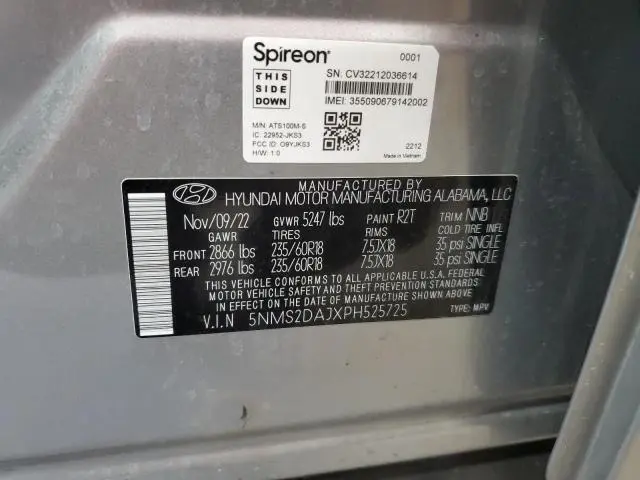 Spireon®
0001
THIS
SIDE
DOWN
SN: CV32212036614
IMEI: 355090679142002
M/N: ATS100M-S
IC: 22952-JKS3
FCC ID: O9YJKS3
H/W: 1.0
2212
Made in Vietnam
MANUFACTURED BY
HYUNDAI MOTOR MANUFACTURING ALABAMA, LLC
Nov/09/22 GVWR 5247 lbs PAINT R2T TRIM NNB
GAWR TIRES RIMS COLD TIRE INFL
FRONT 2866 lbs 235/60R18 7.5JX18 35 psi SINGLE
REAR 2976 lbs 235/60R18 7.5JX18 35 psi SINGLE
THIS VEHICLE CONFORMS TO ALL APPLICABLE U.S.A. FEDERAL
MOTOR VEHICLE SAFETY AND THEFT PREVENTION STANDARDS
IN EFFECT ON THE DATE OF MANUFACTURE SHOWN ABOVE.
V.I.N 5NMS2DAJXPH525725 TYPE: MPV